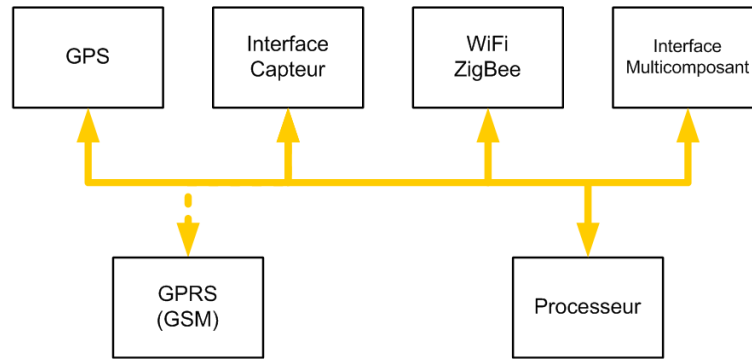 GPS
Interface
Capteur
WiFi
ZigBee
Interface
Multicomposant
GPRS
(GSM)
Processeur